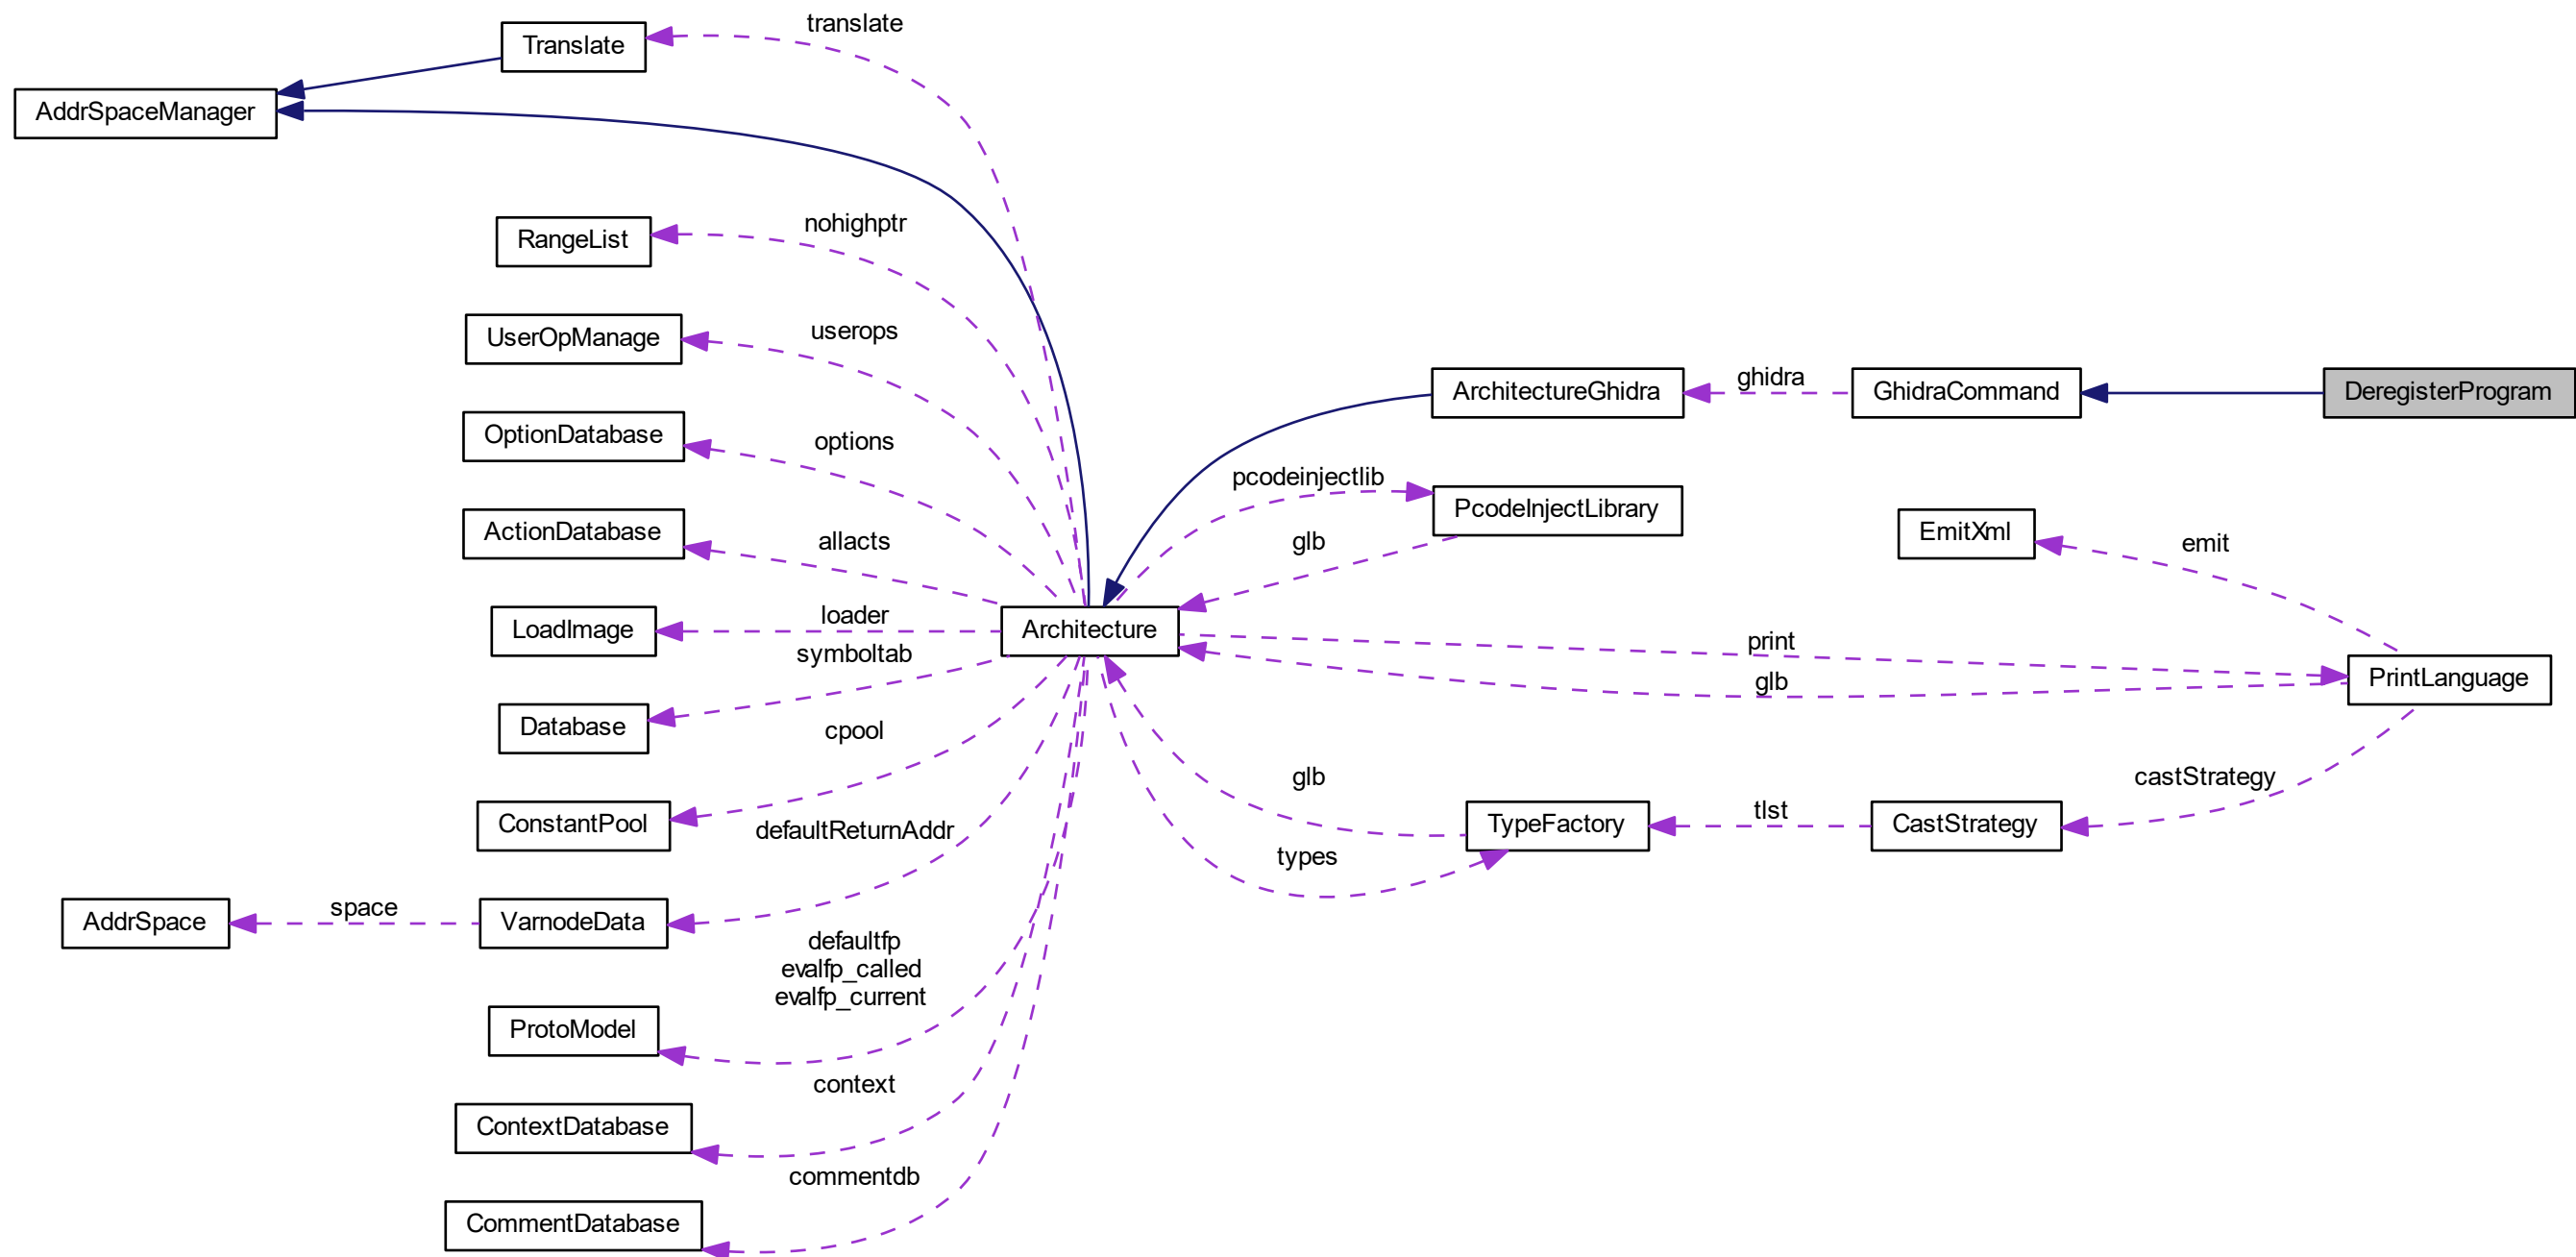 translate
Translate
AddrSpaceManager
nohighptr
RangeList
userops
UserOpManage
ghidra
ArchitectureGhidra
GhidraCommand
DeregisterProgram
options
OptionDatabase
pcodeinjectlib
PcodeInjectLibrary
allacts
ActionDatabase
glb
EmitXml
emit
loader
LoadImage
Architecture
symboltab
print
glb
PrintLanguage
Database
cpool
ConstantPool
glb
castStrategy
defaultReturnAddr
TypeFactory
tlst
CastStrategy
types
AddrSpace
space
VarnodeData
defaultfp
evalfp_called
evalfp_current
ProtoModel
context
ContextDatabase
commentdb
CommentDatabase